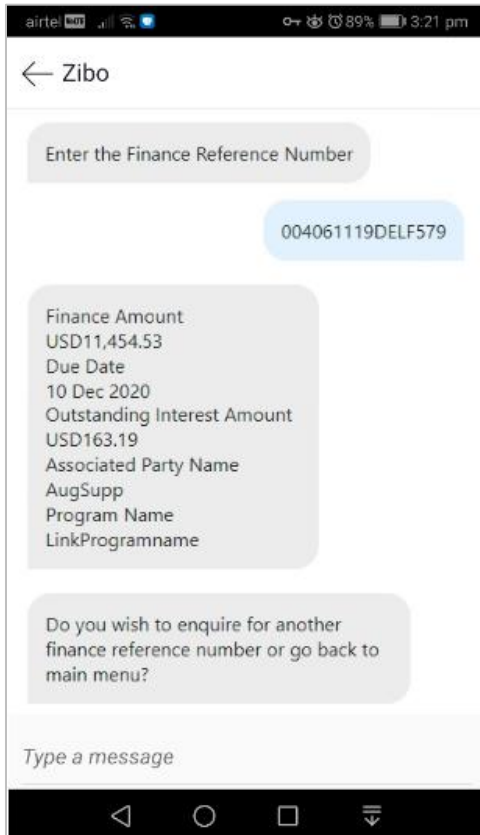 airtel VoLTE 89% 3:21 pm
Zibo
Enter the Finance Reference Number
004061119DELF579
Finance Amount
USD11,454.53
Due Date
10 Dec 2020
Outstanding Interest Amount
USD163.19
Associated Party Name
AugSupp
Program Name
LinkProgramname
Do you wish to enquire for another
finance reference number or go back to
main menu?
Type a message